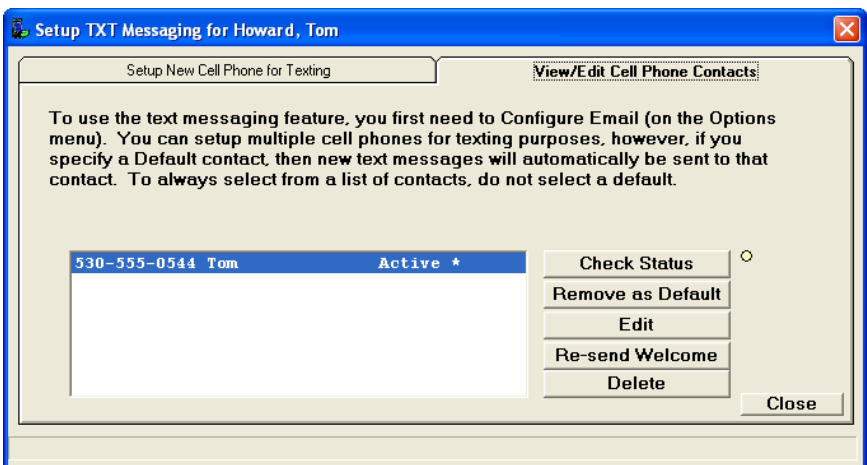 Setup TXT Messaging for Howard, Tom
Setup New Cell Phone for Texting
View/Edit Cell Phone Contacts
To use the text messaging feature, you first need to Configure Email (on the Options
menu). You can setup multiple cell phones for texting purposes, however, if you
specify a Default contact, then new text messages will automatically be sent to that
contact. To always select from a list of contacts, do not select a default.
530-555-0544 Tom Active *
Check Status
Remove as Default
Edit
Re-send Welcome
Delete
Close